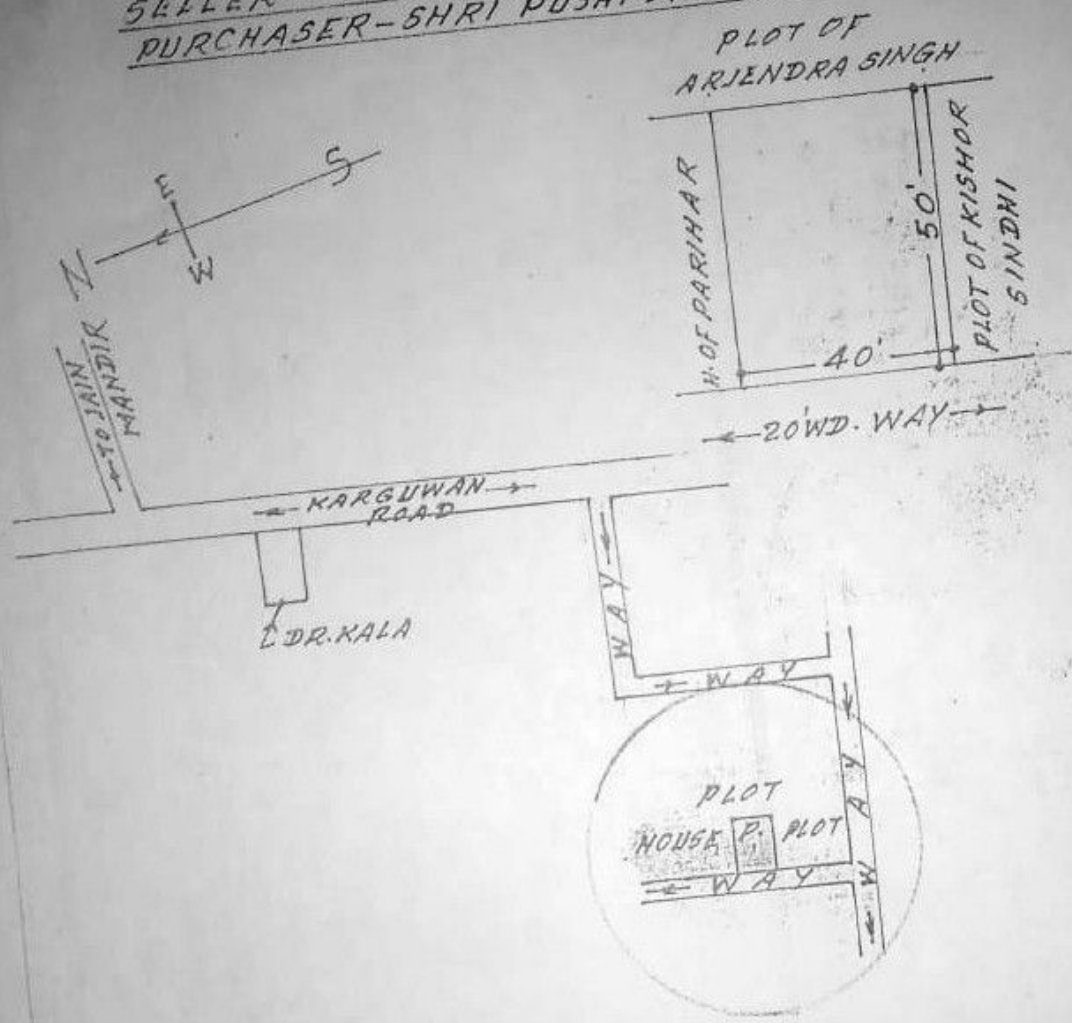 SELLER
PURCHASER-SHRI
PLOT OF
ARJENDRA SINGH
H. OF PARIHAR
50'
PLOT OF KISHOR
SINDHI
40'
20'WD. WAY
E
S
N
W
TO JAIN
MANDIR
KARGUWAN
ROAD
DR. KALA
WAY
WAY
WAY
PLOT
HOUSE P. PLOT
WAY